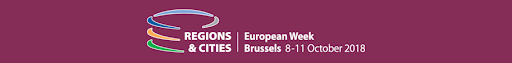 REGIONS & CITIES
European Week
Brussels 8-11 October 2018